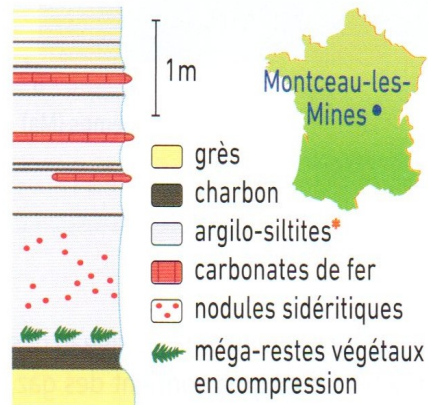 1m
Montceau-les-
Mines
grès
charbon
argilo-siltites*
carbonates de fer
nodules sidéritiques
méga-restes végétaux
en compression